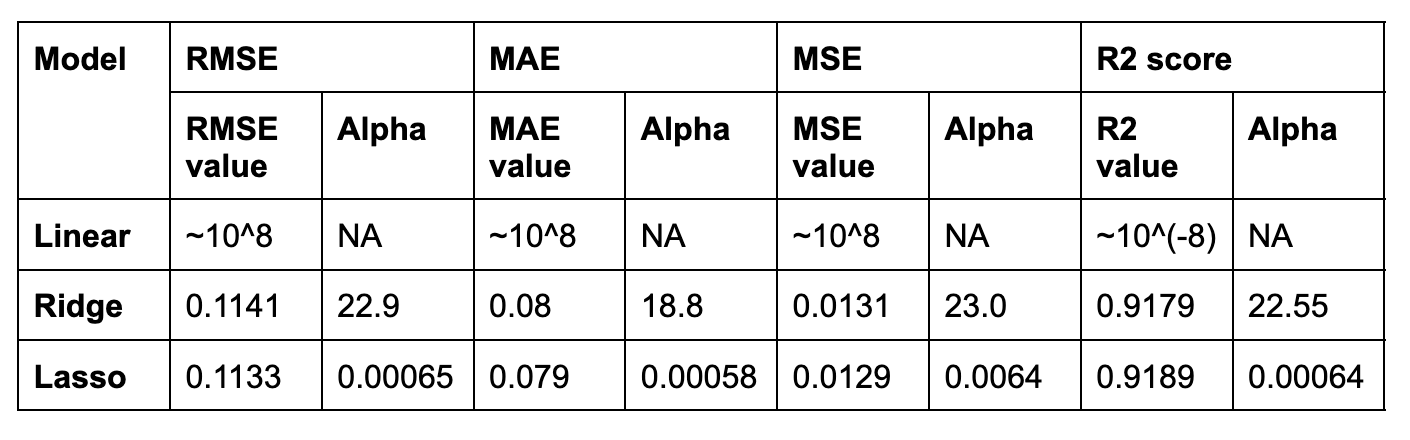 Model RMSE MAE MSE R2 score
RMSE value Alpha MAE value Alpha MSE value Alpha R2 value Alpha
Linear ~10^8 NA ~10^8 NA ~10^8 NA ~10^(-8) NA
Ridge 0.1141 22.9 0.08 18.8 0.0131 23.0 0.9179 22.55
Lasso 0.1133 0.00065 0.079 0.00058 0.0129 0.0064 0.9189 0.00064